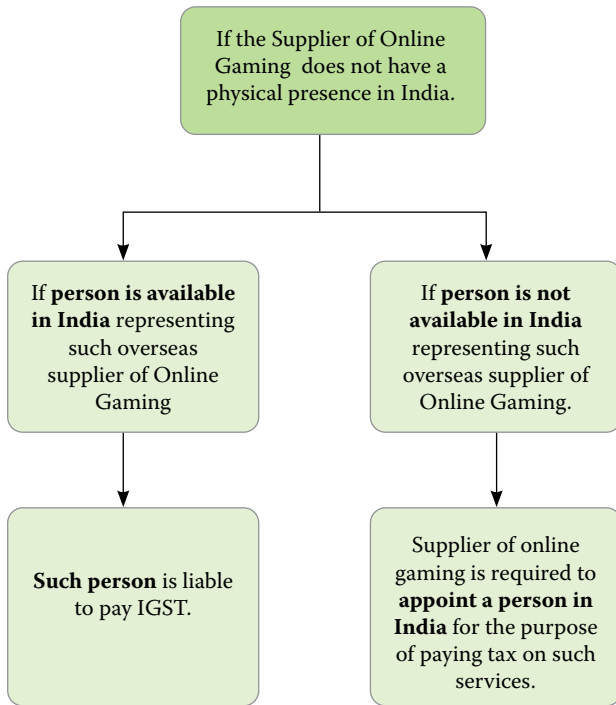 If the Supplier of Online
Gaming does not have a
physical presence in India.
If person is available
in India representing
such overseas
supplier of Online
Gaming
If person is not
available in India
representing such
overseas supplier of
Online Gaming.
Such person is liable
to pay IGST.
Supplier of online
gaming is required to
appoint a person in
India for the purpose
of paying tax on such
services.